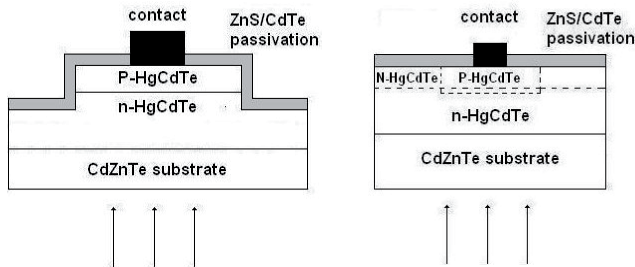 contact
ZnS/CdTe
passivation
P-HgCdTe
n-HgCdTe
CdZnTe substrate
contact
ZnS/CdTe
passivation
N-HgCdTe
P-HgCdTe
n-HgCdTe
CdZnTe substrate